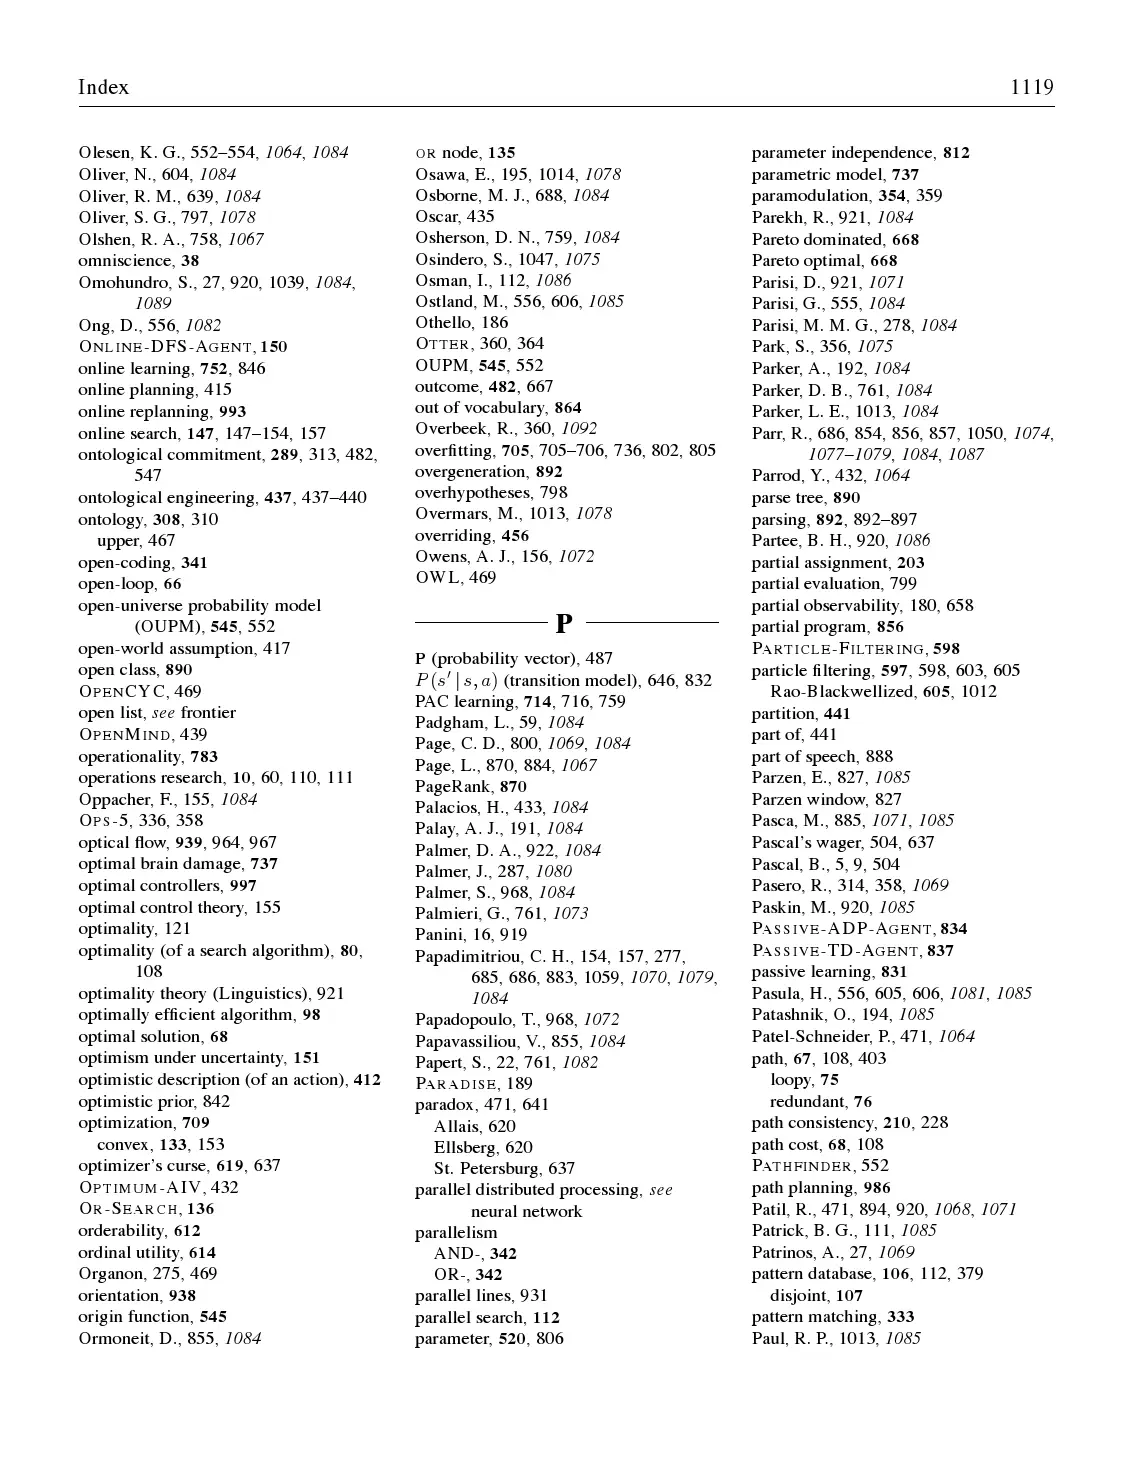 Index 1119
Olesen, K. G., 552–554, 1064, 1084
Oliver, N., 604, 1084
Oliver, R. M., 639, 1084
Oliver, S. G., 797, 1078
Olshen, R. A., 758, 1067
omniscience, 38
Omohundro, S., 27, 920, 1039, 1084,
1089
Ong, D., 556, 1082
ONLINE-DFS-AGENT, 150
online learning, 752, 846
online planning, 415
online replanning, 993
online search, 147, 147–154, 157
ontological commitment, 289, 313, 482,
547
ontological engineering, 437, 437–440
ontology, 308, 310
upper, 467
open-coding, 341
open-loop, 66
open-universe probability model
(OUPM), 545, 552
open-world assumption, 417
open class, 890
OPENCYC, 469
open list, see frontier
OPENMIND, 439
operationality, 783
operations research, 10, 60, 110, 111
Oppacher, F., 155, 1084
OPS-5, 336, 358
optical flow, 939, 964, 967
optimal brain damage, 737
optimal controllers, 997
optimal control theory, 155
optimality, 121
optimality (of a search algorithm), 80,
108
optimality theory (Linguistics), 921
optimally efficient algorithm, 98
optimal solution, 68
optimism under uncertainty, 151
optimistic description (of an action), 412
optimistic prior, 842
optimization, 709
convex, 133, 153
optimizer's curse, 619, 637
OPTIMUM-AIV, 432
OR-SEARCH, 136
orderability, 612
ordinal utility, 614
Organon, 275, 469
orientation, 938
origin function, 545
Ormoneit, D., 855, 1084
OR node, 135
Osawa, E., 195, 1014, 1078
Osborne, M. J., 688, 1084
Oscar, 435
Osherson, D. N., 759, 1084
Osindero, S., 1047, 1075
Osman, I., 112, 1086
Ostland, M., 556, 606, 1085
Othello, 186
OTTER, 360, 364
OUPM, 545, 552
outcome, 482, 667
out of vocabulary, 864
Overbeek, R., 360, 1092
overfitting, 705, 705–706, 736, 802, 805
overgeneration, 892
overhypotheses, 798
Overmars, M., 1013, 1078
overriding, 456
Owens, A. J., 156, 1072
OWL, 469
P
P (probability vector), 487
P(s′ | s, a) (transition model), 646, 832
PAC learning, 714, 716, 759
Padgham, L., 59, 1084
Page, C. D., 800, 1069, 1084
Page, L., 870, 884, 1067
PageRank, 870
Palacios, H., 433, 1084
Palay, A. J., 191, 1084
Palmer, D. A., 922, 1084
Palmer, J., 287, 1080
Palmer, S., 968, 1084
Palmieri, G., 761, 1073
Panini, 16, 919
Papadimitriou, C. H., 154, 157, 277,
685, 686, 883, 1059, 1070, 1079,
1084
Papadopoulo, T., 968, 1072
Papavassiliou, V., 855, 1084
Papert, S., 22, 761, 1082
PARADISE, 189
paradox, 471, 641
Allais, 620
Ellsberg, 620
St. Petersburg, 637
parallel distributed processing, see
neural network
parallelism
AND-, 342
OR-, 342
parallel lines, 931
parallel search, 112
parameter, 520, 806
parameter independence, 812
parametric model, 737
paramodulation, 354, 359
Parekh, R., 921, 1084
Pareto dominated, 668
Pareto optimal, 668
Parisi, D., 921, 1071
Parisi, G., 555, 1084
Parisi, M. M. G., 278, 1084
Park, S., 356, 1075
Parker, A., 192, 1084
Parker, D. B., 761, 1084
Parker, L. E., 1013, 1084
Parr, R., 686, 854, 856, 857, 1050, 1074,
1077–1079, 1084, 1087
Parrod, Y., 432, 1064
parse tree, 890
parsing, 892, 892–897
Partee, B. H., 920, 1086
partial assignment, 203
partial evaluation, 799
partial observability, 180, 658
partial program, 856
PARTICLE-FILTERING, 598
particle filtering, 597, 598, 603, 605
Rao-Blackwellized, 605, 1012
partition, 441
part of, 441
part of speech, 888
Parzen, E., 827, 1085
Parzen window, 827
Pasca, M., 885, 1071, 1085
Pascal's wager, 504, 637
Pascal, B., 5, 9, 504
Pasero, R., 314, 358, 1069
Paskin, M., 920, 1085
PASSIVE-ADP-AGENT, 834
PASSIVE-TD-AGENT, 837
passive learning, 831
Pasula, H., 556, 605, 606, 1081, 1085
Patashnik, O., 194, 1085
Patel-Schneider, P., 471, 1064
path, 67, 108, 403
loopy, 75
redundant, 76
path consistency, 210, 228
path cost, 68, 108
PATHFINDER, 552
path planning, 986
Patil, R., 471, 894, 920, 1068, 1071
Patrick, B. G., 111, 1085
Patrinos, A., 27, 1069
pattern database, 106, 112, 379
disjoint, 107
pattern matching, 333
Paul, R. P., 1013, 1085